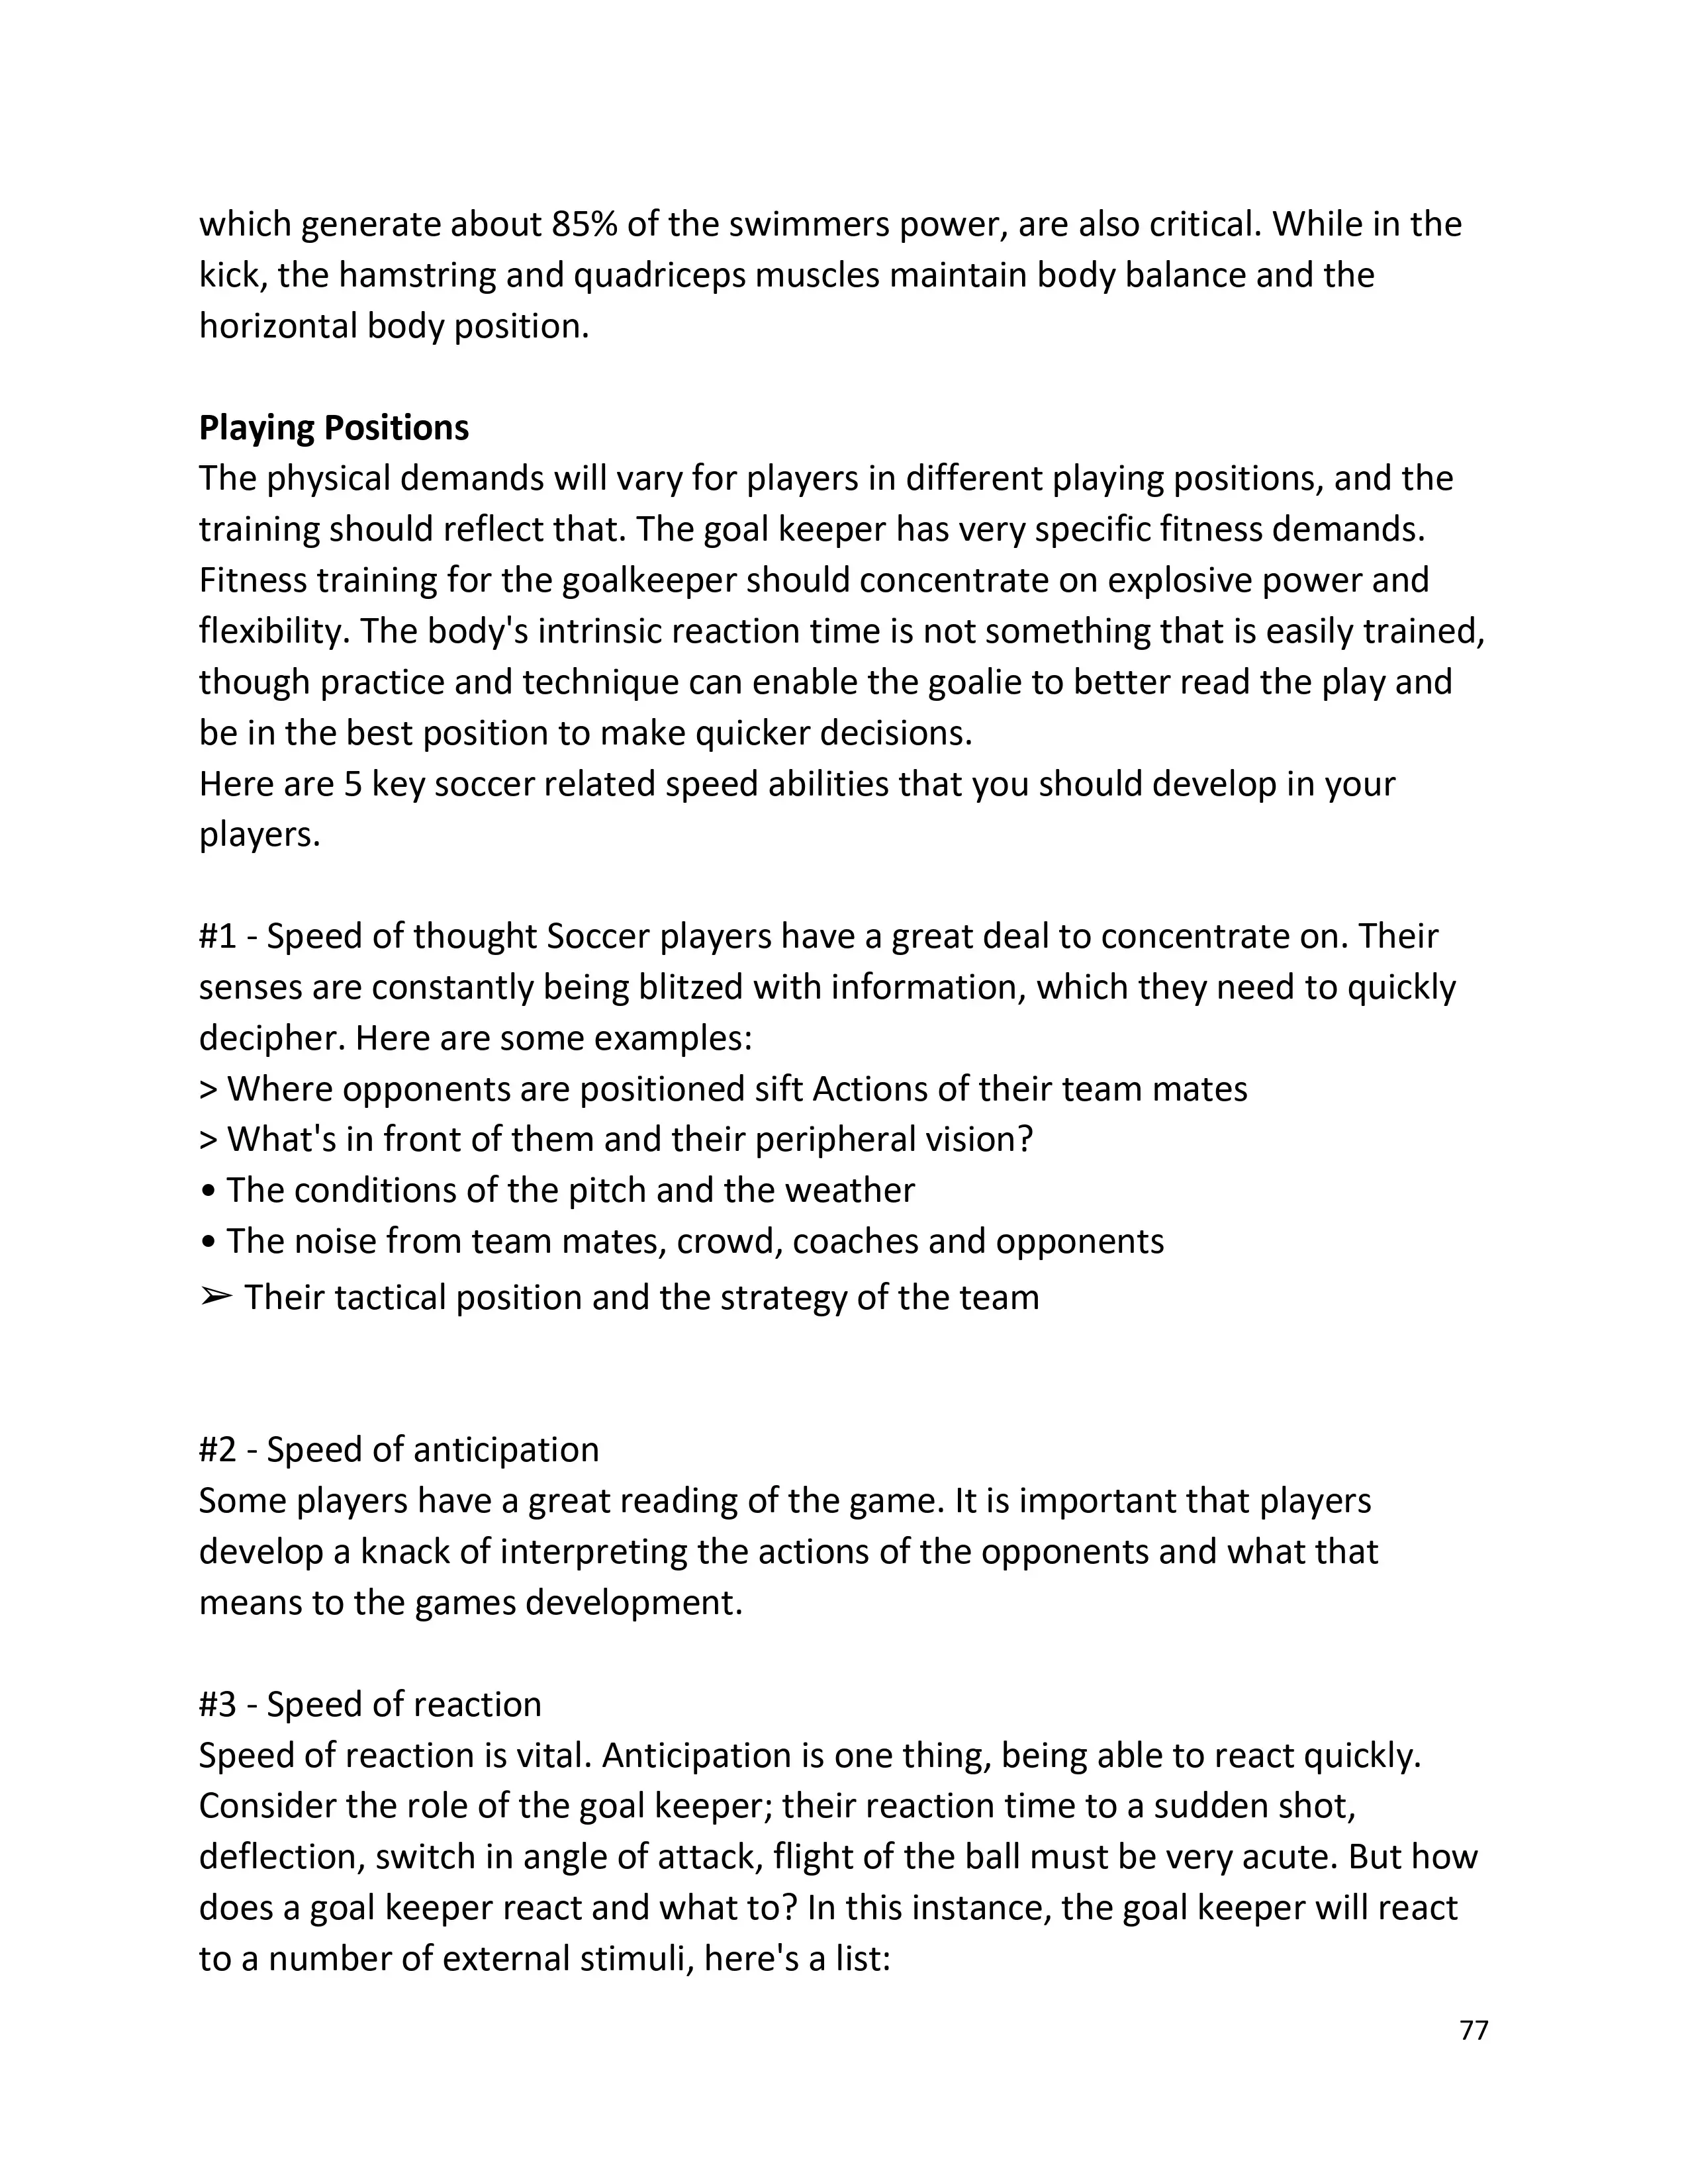 which generate about 85% of the swimmers power, are also critical. While in the
kick, the hamstring and quadriceps muscles maintain body balance and the
horizontal body position.
Playing Positions
The physical demands will vary for players in different playing positions, and the
training should reflect that. The goal keeper has very specific fitness demands.
Fitness training for the goalkeeper should concentrate on explosive power and
flexibility. The body's intrinsic reaction time is not something that is easily trained,
though practice and technique can enable the goalie to better read the play and
be in the best position to make quicker decisions.
Here are 5 key soccer related speed abilities that you should develop in your
players.
#1 - Speed of thought Soccer players have a great deal to concentrate on. Their
senses are constantly being blitzed with information, which they need to quickly
decipher. Here are some examples:
> Where opponents are positioned sift Actions of their team mates
> What's in front of them and their peripheral vision?
• The conditions of the pitch and the weather
• The noise from team mates, crowd, coaches and opponents
➢ Their tactical position and the strategy of the team
#2 - Speed of anticipation
Some players have a great reading of the game. It is important that players
develop a knack of interpreting the actions of the opponents and what that
means to the games development.
#3 - Speed of reaction
Speed of reaction is vital. Anticipation is one thing, being able to react quickly.
Consider the role of the goal keeper; their reaction time to a sudden shot,
deflection, switch in angle of attack, flight of the ball must be very acute. But how
does a goal keeper react and what to? In this instance, the goal keeper will react
to a number of external stimuli, here's a list:
77